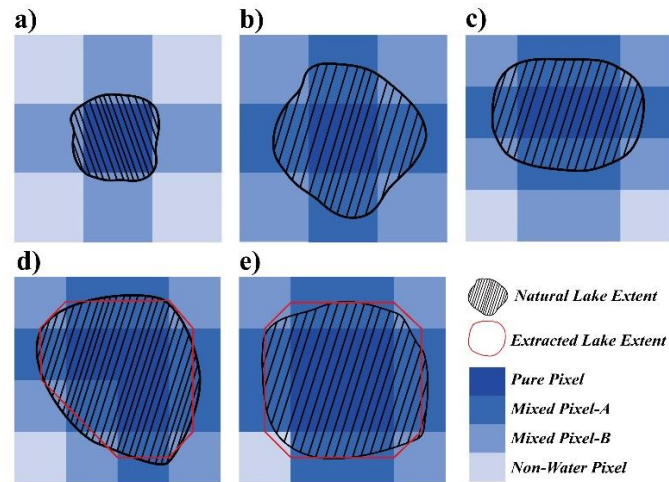 a)
b)
c)
d)
e)
Natural Lake Extent
Extracted Lake Extent
Pure Pixel
Mixed Pixel-A
Mixed Pixel-B
Non-Water Pixel